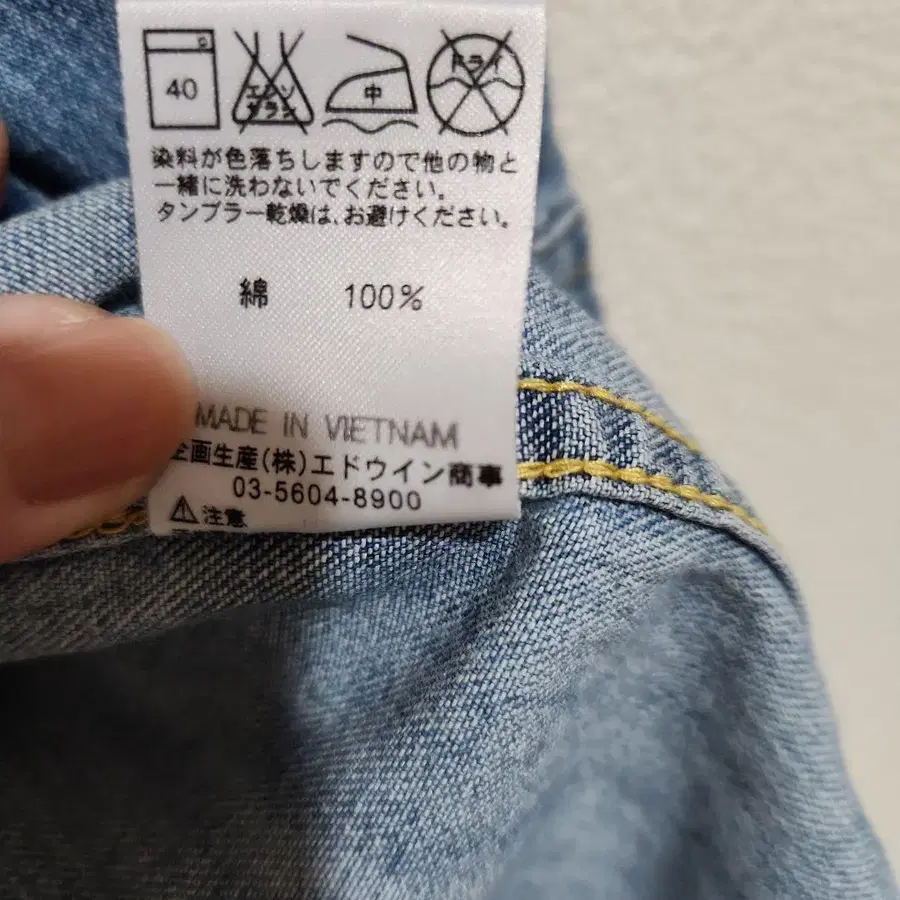 40
エンソ
サラシ
中
ドライ
染料が色落ちしますので他の物と
一緒に洗わないでください。
タンブラー乾燥は、お避けください。
綿 100%
MADE IN VIETNAM
企画生産(株)エドウイン商事
03-5604-8900
⚠注意